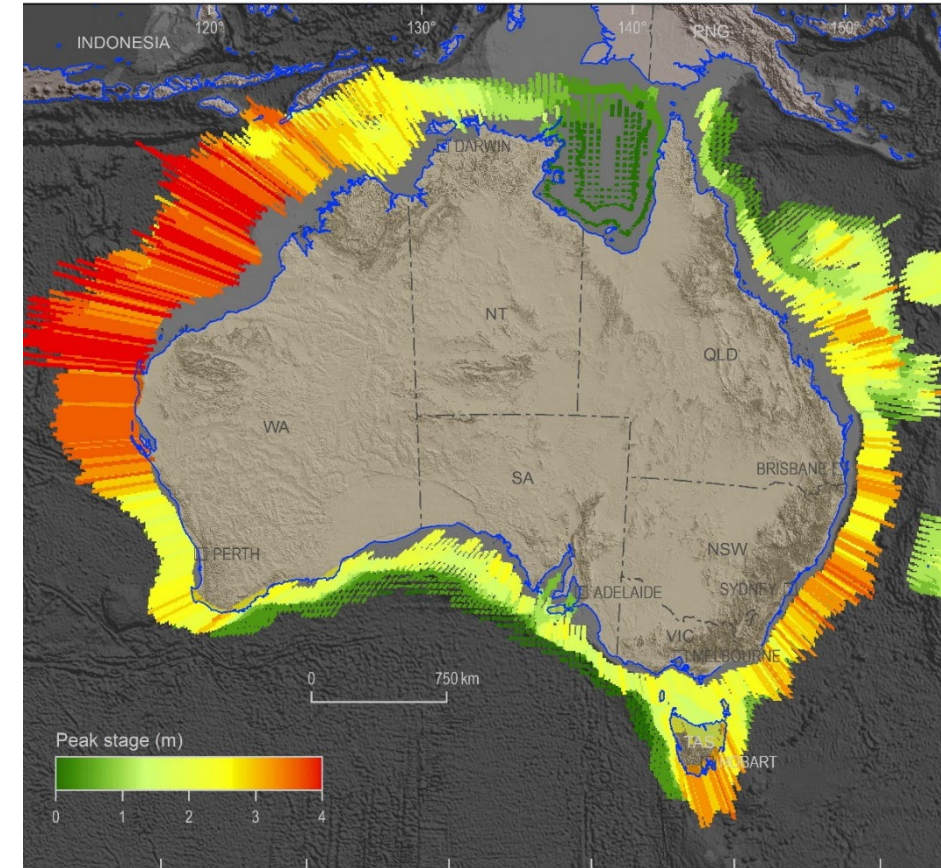 120°
130°
140°
150°
INDONESIA
PNG
DARWIN
NT
QLD
WA
SA
BRISBANE
PERTH
NSW
ADELAIDE
SYDNEY
VIC
MELBOURNE
0
750 km
TAS
HOBART
Peak stage (m)
0
1
2
3
4